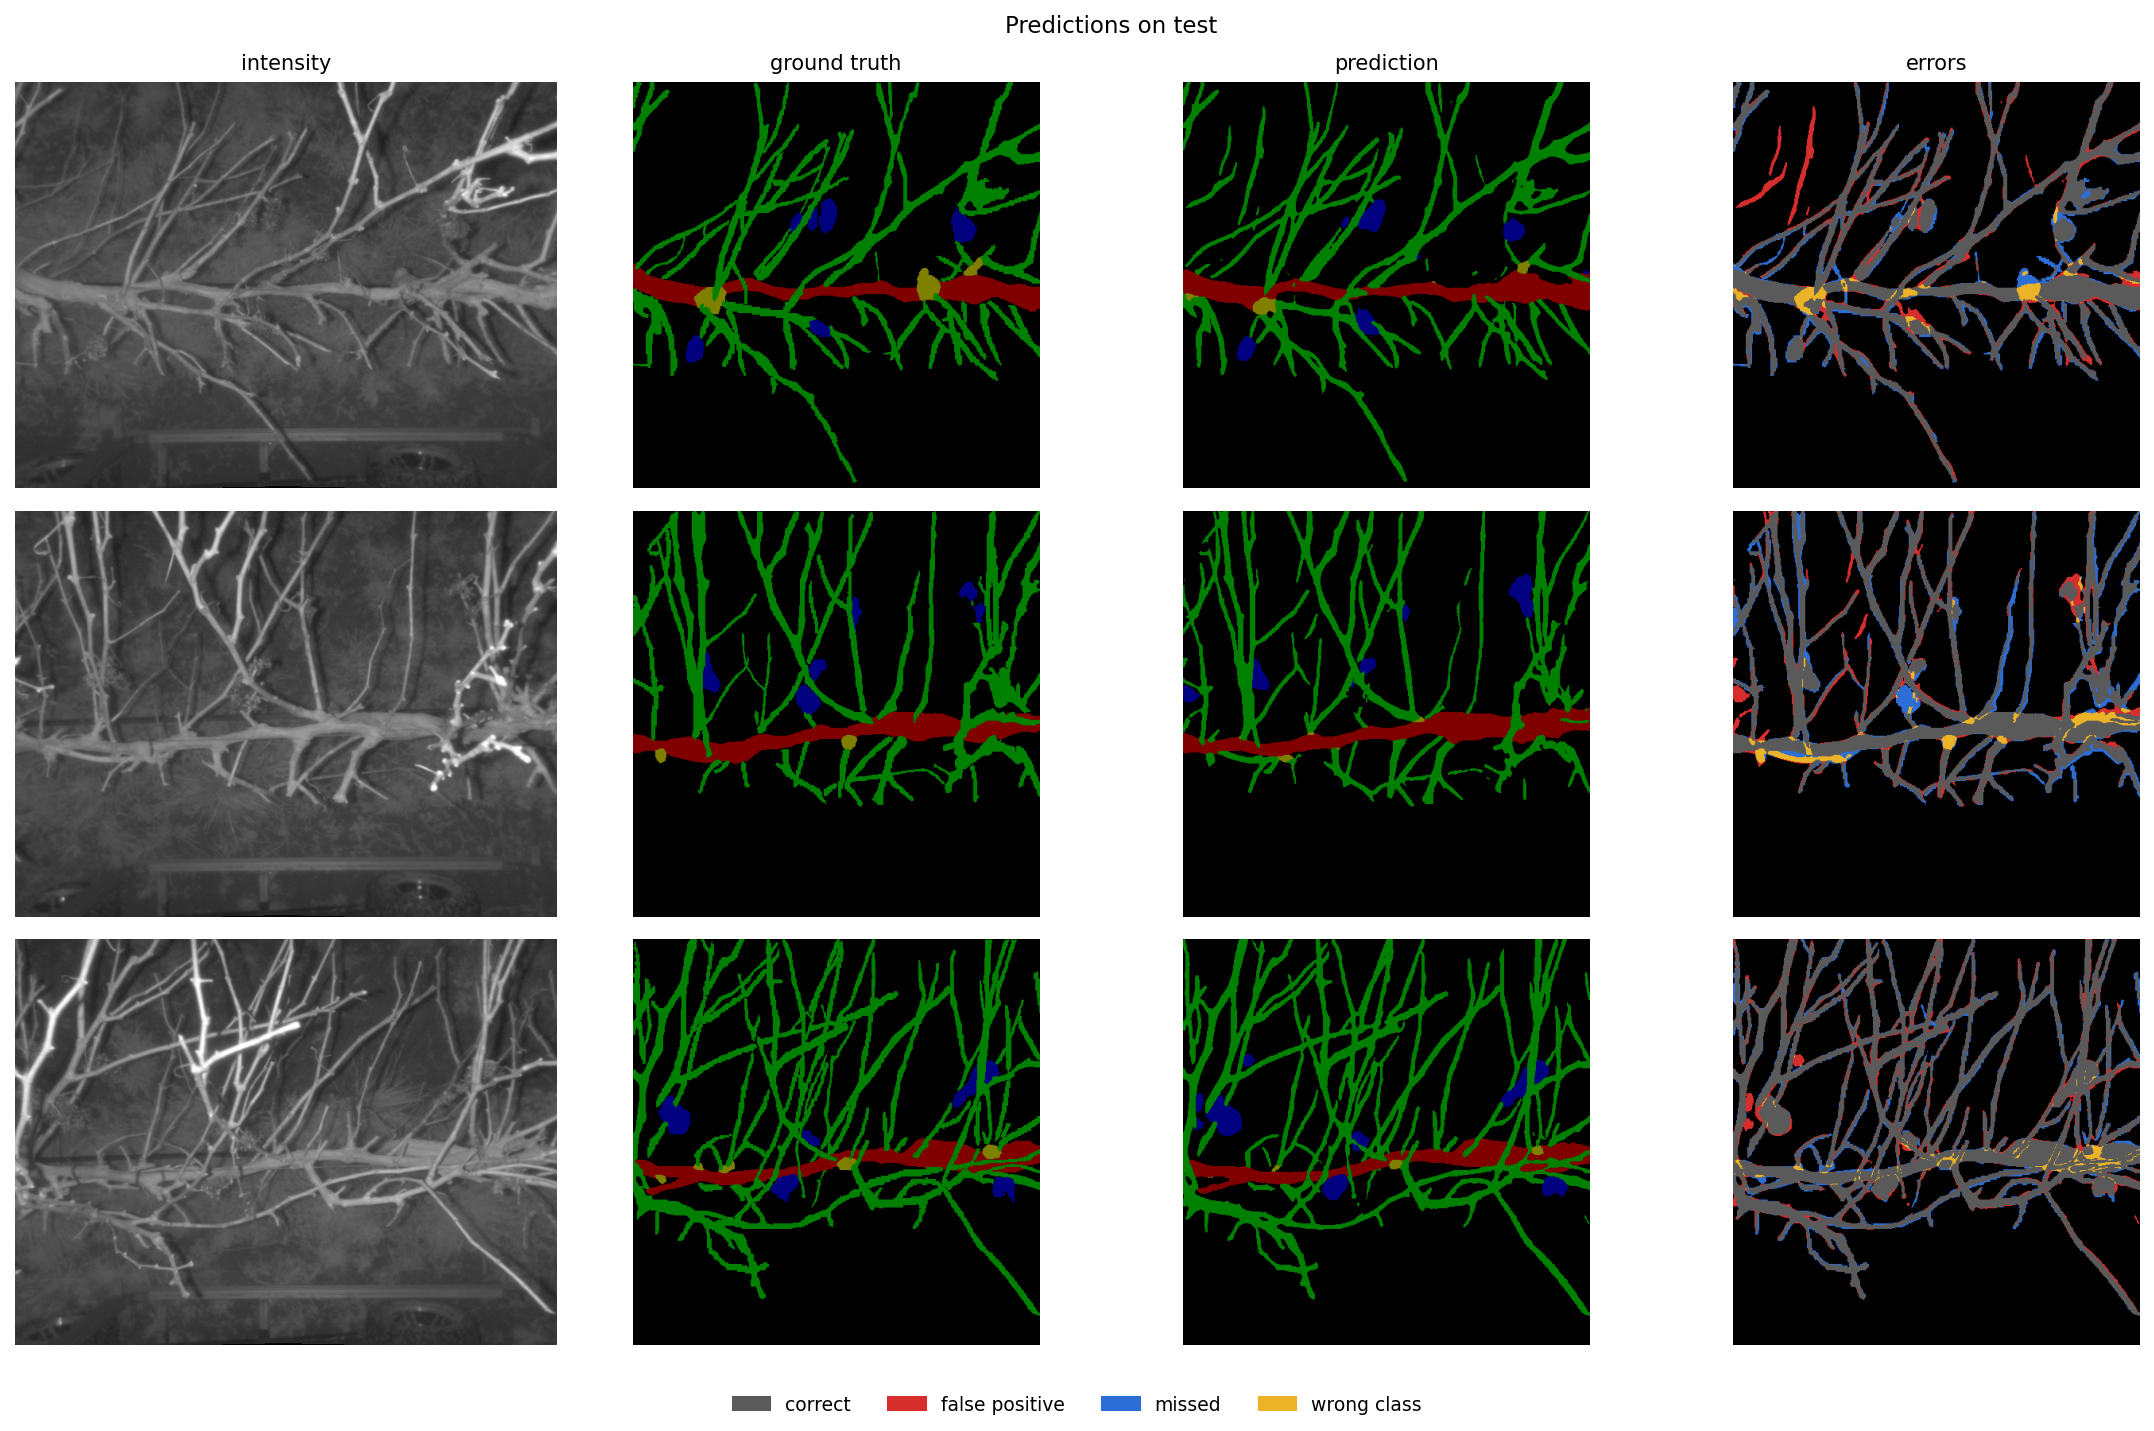 Predictions on test
intensity
ground truth
prediction
errors
correct
false positive
missed
wrong class